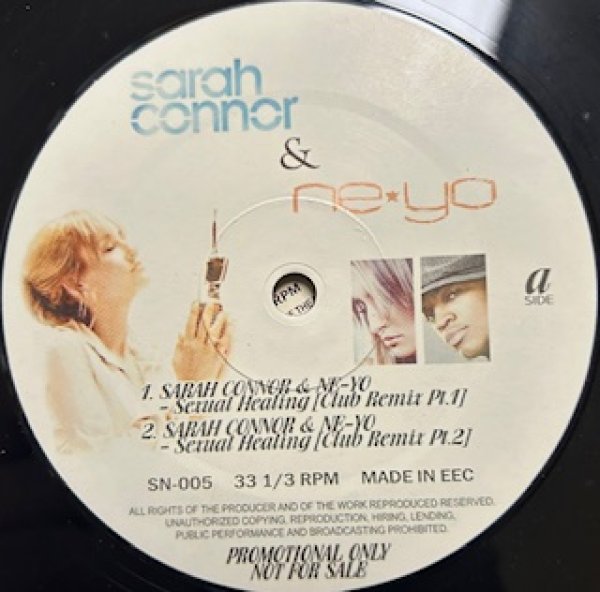 sarah
connor
&
ne★yo
RPM
a
SIDE
1. SARAH CONNOR & NE-YO
- Sexual Healing [Club Remix Pt.1]
2. SARAH CONNOR & NE-YO
- Sexual Healing [Club Remix Pt.2]
SN-005 33 1/3 RPM MADE IN EEC
ALL RIGHTS OF THE PRODUCER AND OF THE WORK REPRODUCED RESERVED.
UNAUTHORIZED COPYING, REPRODUCTION, HIRING, LENDING,
PUBLIC PERFORMANCE AND BROADCASTING PROHIBITED.
PROMOTIONAL ONLY
NOT FOR SALE